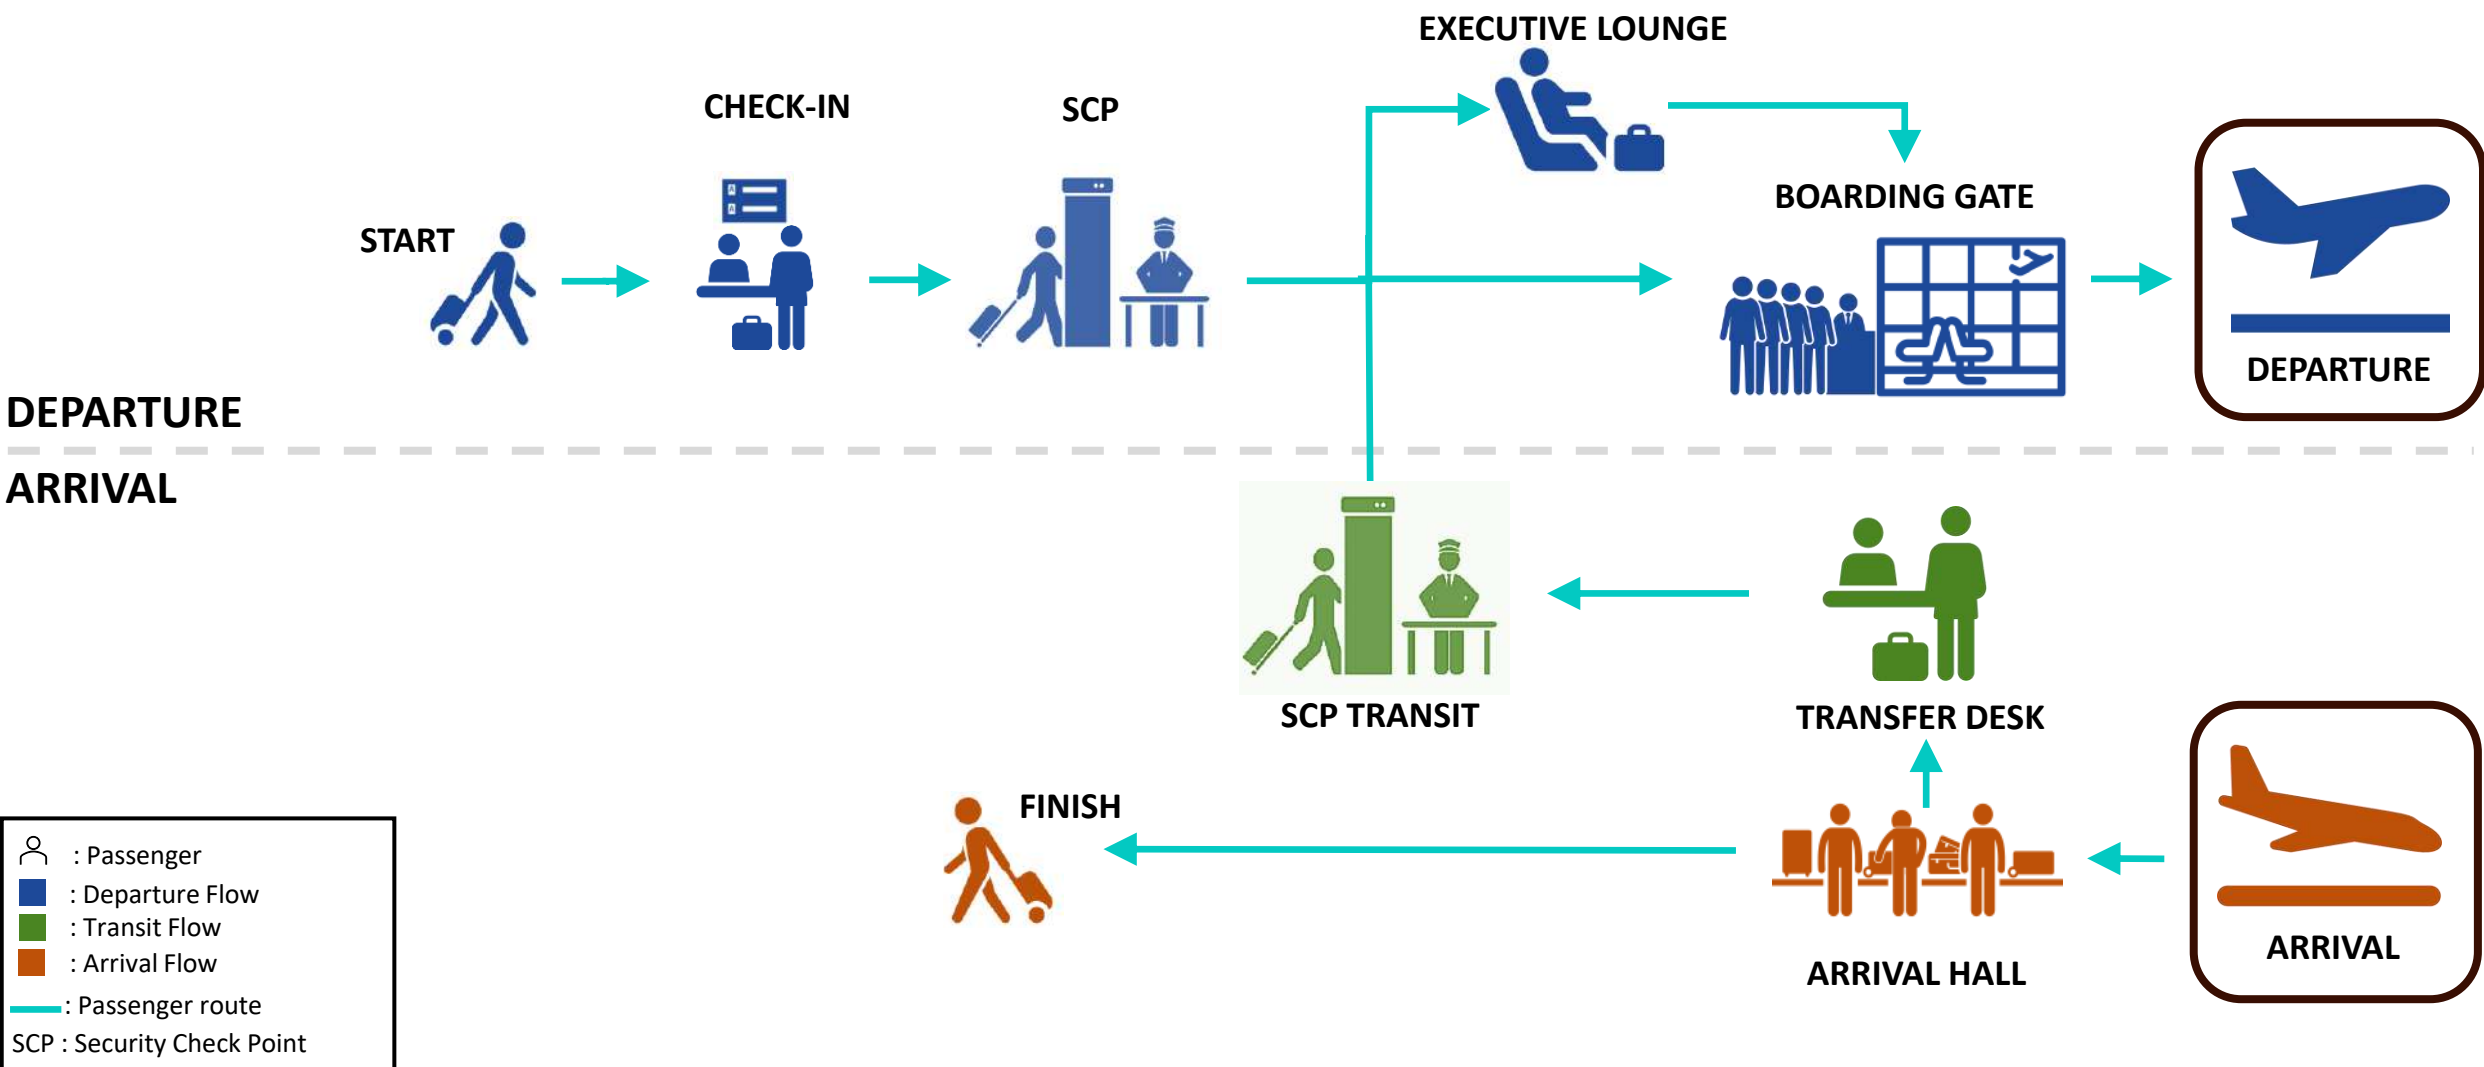 EXECUTIVE LOUNGE
CHECK-IN
SCP
A
A
BOARDING GATE
START
DEPARTURE
DEPARTURE
ARRIVAL
SCP TRANSIT
TRANSFER DESK
FINISH
ARRIVAL
ARRIVAL HALL
: Passenger
: Departure Flow
: Transit Flow
: Arrival Flow
: Passenger route
SCP : Security Check Point